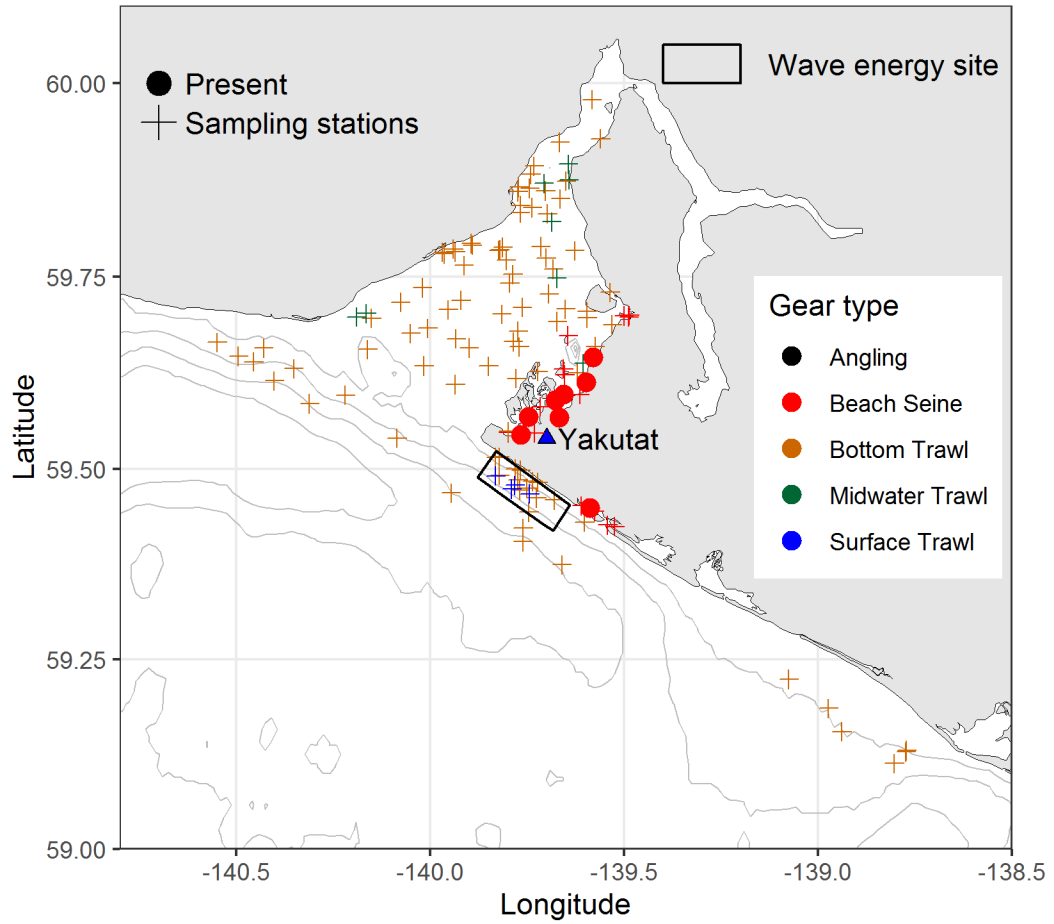 Present
Sampling stations
Wave energy site
60.00
59.75
59.50
59.25
59.00
Latitude
Yakutat
Gear type
Angling
Beach Seine
Bottom Trawl
Midwater Trawl
Surface Trawl
-140.5
-140.0
-139.5
-139.0
-138.5
Longitude